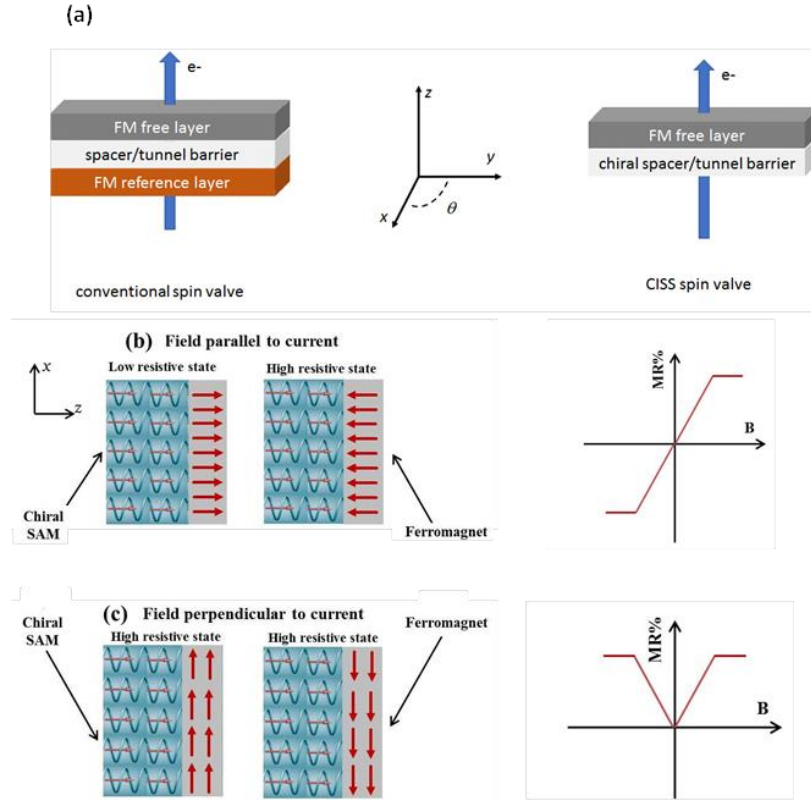 (a)
e-
FM free layer
spacer/tunnel barrier
FM reference layer
conventional spin valve
z
y
x
θ
e-
FM free layer
chiral spacer/tunnel barrier
CISS spin valve
(b) Field parallel to current
x
z
Low resistive state
High resistive state
Chiral
SAM
Ferromagnet
MR%
B
(c) Field perpendicular to current
Chiral
SAM
High resistive state
High resistive state
Ferromagnet
MR%
B